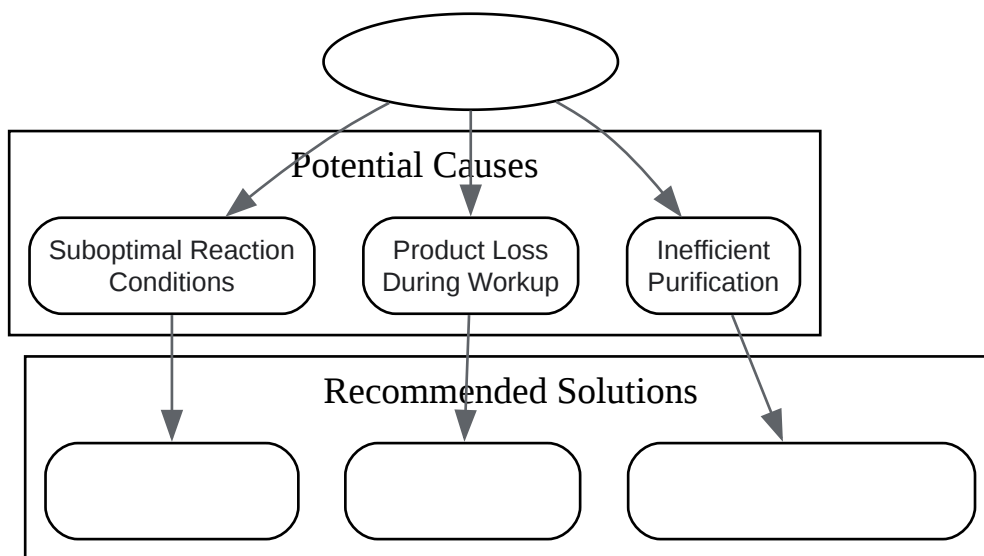 Potential Causes
Suboptimal Reaction
Conditions
Product Loss
During Workup
Inefficient
Purification
Recommended Solutions